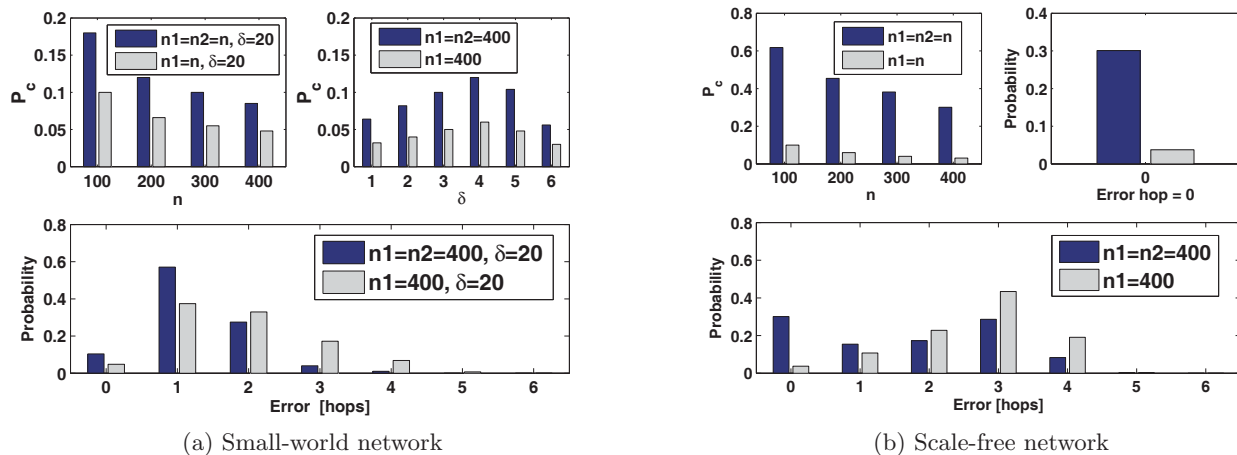 0.2
0.15
0.1
0.05
0
P_c
n1=n2=n, δ=20
n1=n, δ=20
100 200 300 400
n
0.2
0.15
0.1
0.05
0
P_c
n1=n2=400
n1=400
1 2 3 4 5 6
δ
0.8
0.6
0.4
0.2
0
Probability
n1=n2=400, δ=20
n1=400, δ=20
0 1 2 3 4 5 6
Error [hops]
(a) Small-world network
0.8
0.6
0.4
0.2
0
P_c
n1=n2=n
n1=n
100 200 300 400
n
0.4
0.3
0.2
0.1
0
Probability
0
Error hop = 0
0.8
0.6
0.4
0.2
0
Probability
n1=n2=400
n1=400
0 1 2 3 4 5 6
Error [hops]
(b) Scale-free network